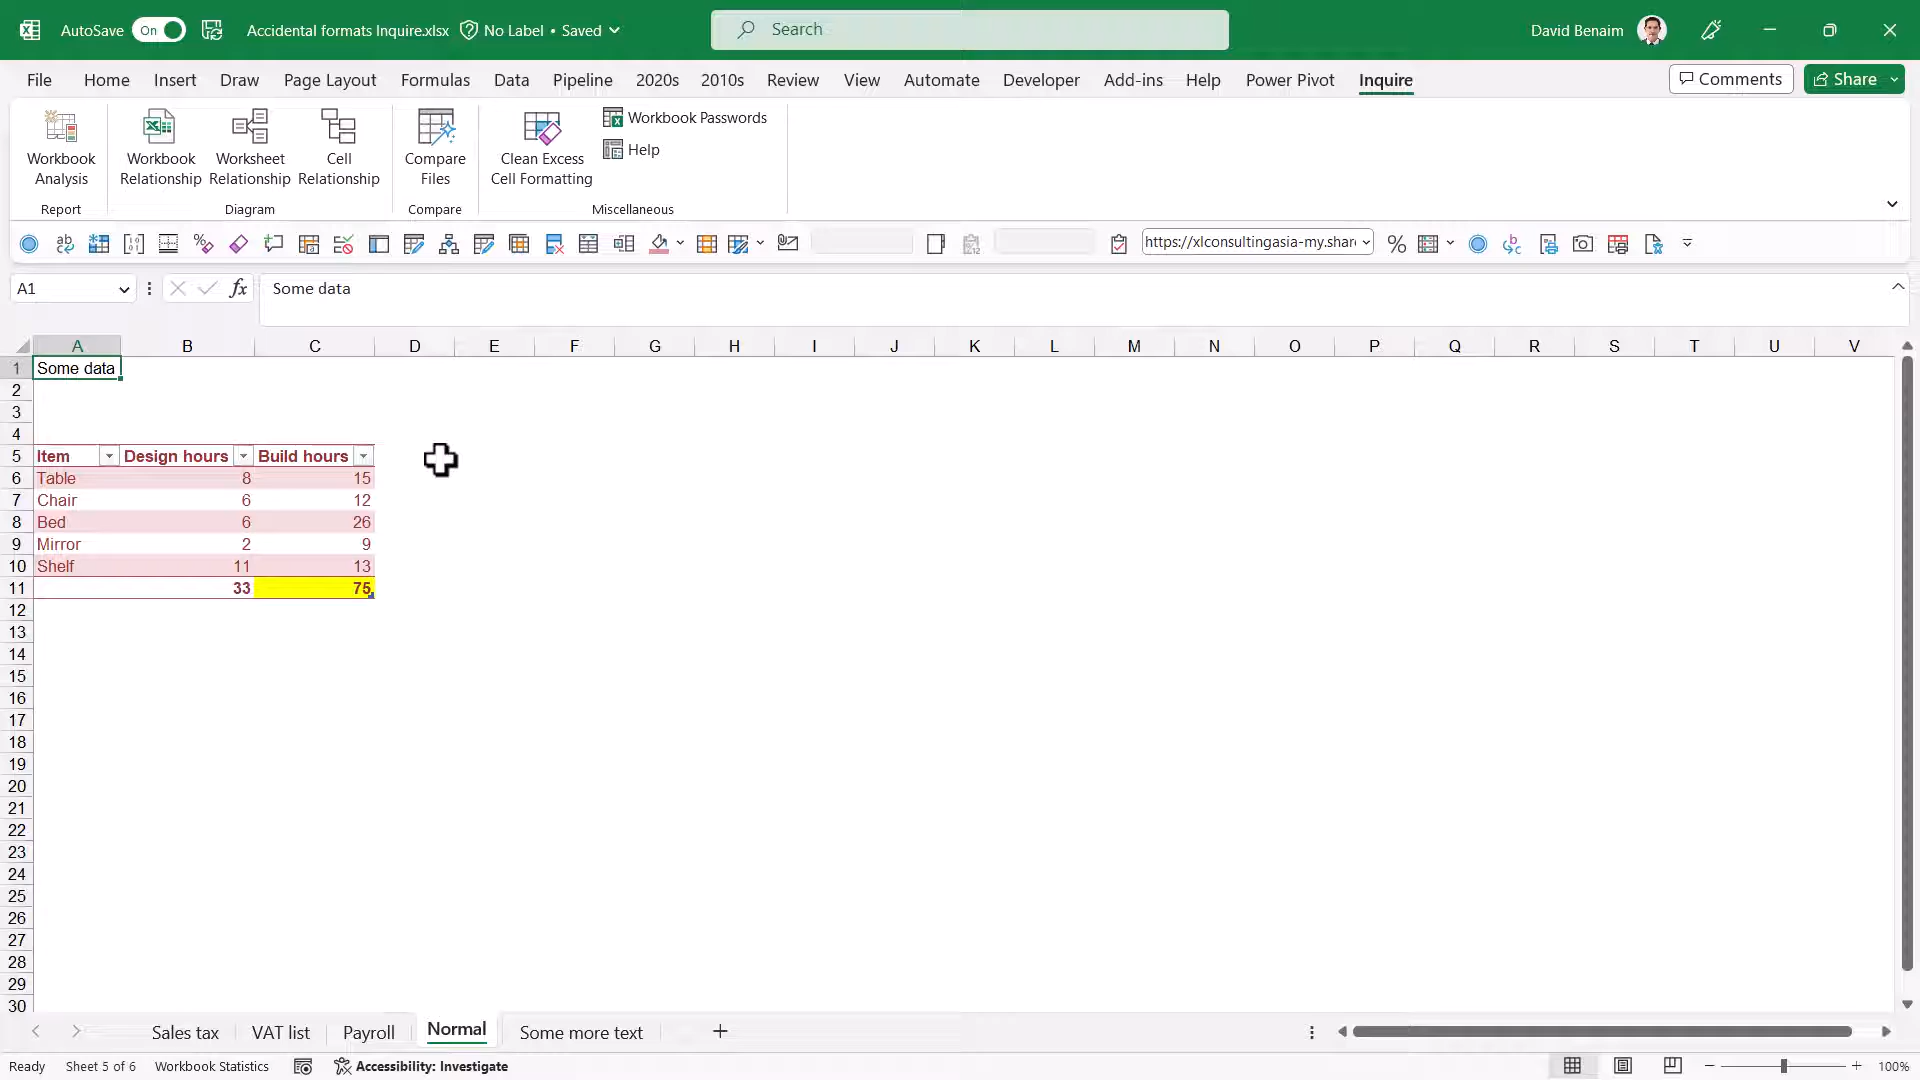 AutoSave On Accidental formats Inquire.xlsx No Label • Saved Search David Benaim
File Home Insert Draw Page Layout Formulas Data Pipeline 2020s 2010s Review View Automate Developer Add-ins Help Power Pivot Inquire Comments Share
Workbook Analysis
Workbook Relationship
Worksheet Relationship
Cell Relationship
Compare Files
Clean Excess Cell Formatting
Workbook Passwords
Help
Report Diagram Compare Miscellaneous
https://xlconsultingasia-my.shar
A1 fx Some data
A B C D E F G H I J K L M N O P Q R S T U V
1 Some data
2
3
4
5 Item Design hours Build hours
6 Table 8 15
7 Chair 6 12
8 Bed 6 26
9 Mirror 2 9
10 Shelf 11 13
11 33 75
12
13
14
15
16
17
18
19
20
21
22
23
24
25
26
27
28
29
30
Sales tax VAT list Payroll Normal Some more text
Ready Sheet 5 of 6 Workbook Statistics Accessibility: Investigate 100%